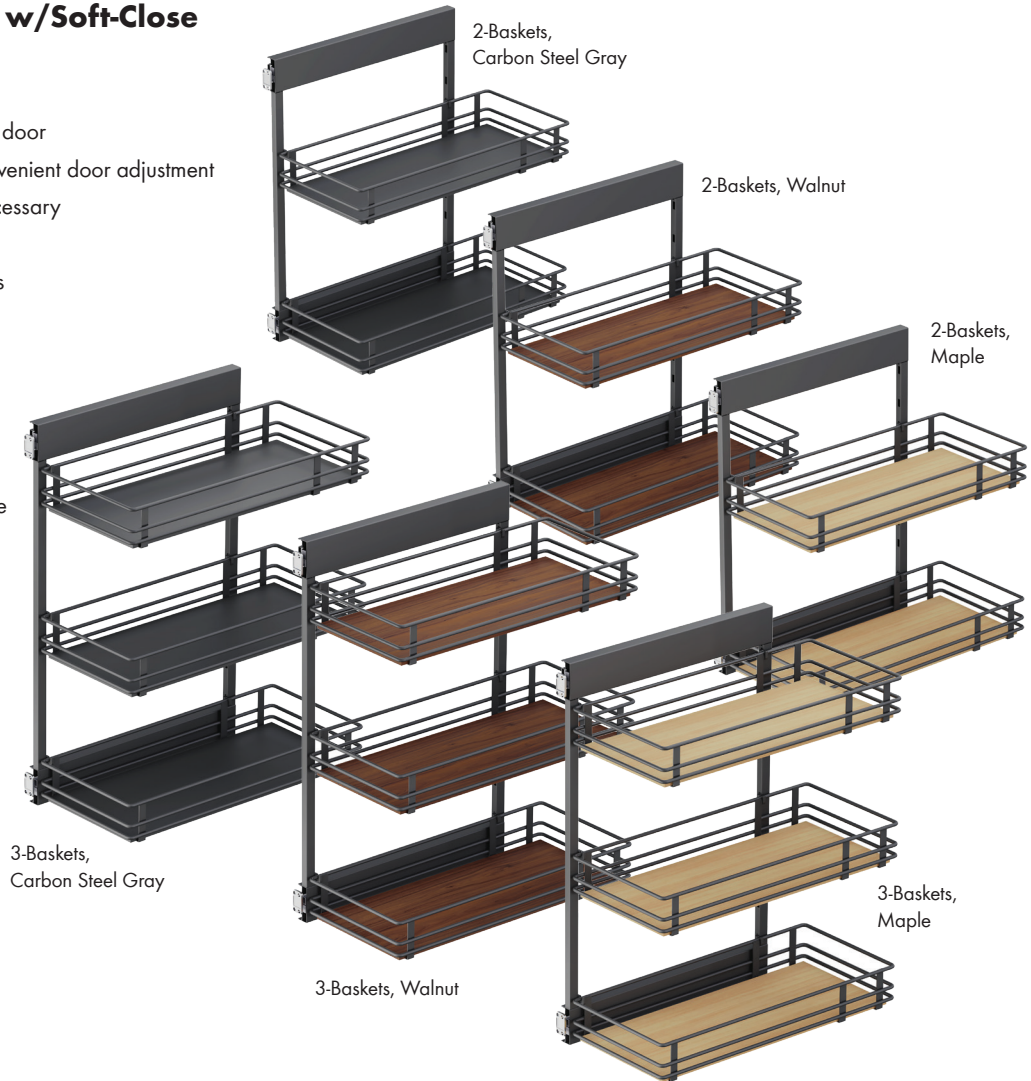 w/Soft-Close
2-Baskets,
Carbon Steel Gray
door
venient door adjustment
cessary
2-Baskets, Walnut
s
2-Baskets,
Maple
e
3-Baskets,
Carbon Steel Gray
3-Baskets,
Maple
3-Baskets, Walnut